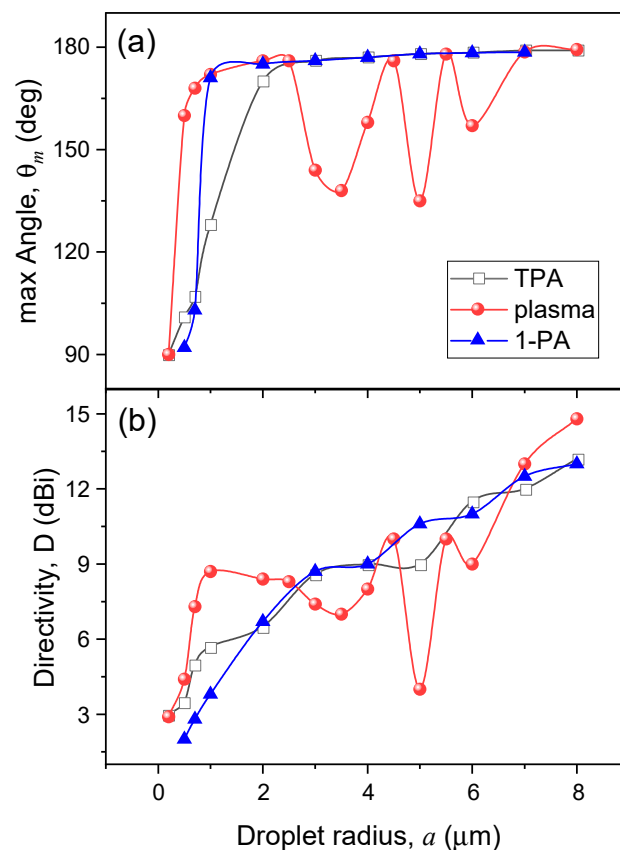 (a)
max Angle, θm (deg)
180
150
120
90
TPA
plasma
1-PA
(b)
Directivity, D (dBi)
15
12
9
6
3
0 2 4 6 8
Droplet radius, a (μm)